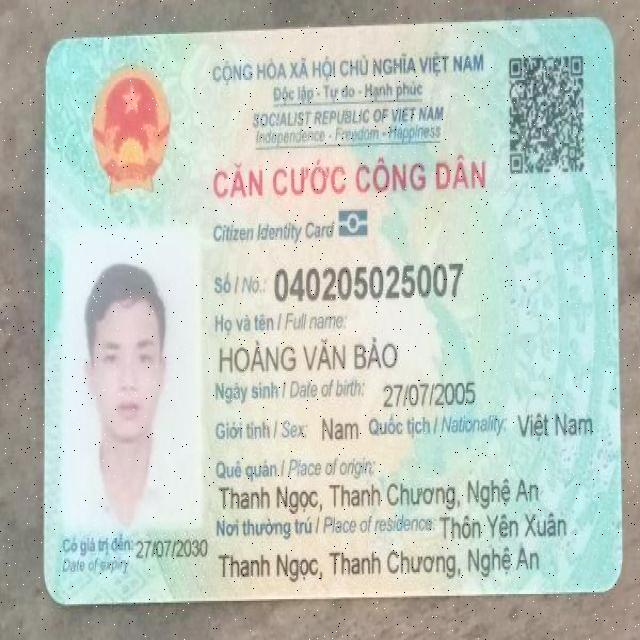 CỘNG HÒA XÃ HỘI CHỦ NGHĨA VIỆT NAM
Độc lập - Tự do - Hạnh phúc
SOCIALIST REPUBLIC OF VIET NAM
Independence - Freedom - Happiness
CĂN CƯỚC CÔNG DÂN
Citizen Identity Card
Số / No.: 040205025007
Họ và tên / Full name:
HOÀNG VĂN BẢO
Ngày sinh / Date of birth: 27/07/2005
Giới tính / Sex: Nam Quốc tịch / Nationality: Việt Nam
Quê quán / Place of origin:
Thanh Ngọc, Thanh Chương, Nghệ An
Nơi thường trú / Place of residence: Thôn Yên Xuân
Thanh Ngọc, Thanh Chương, Nghệ An
Có giá trị đến: 27/07/2030
Date of expiry